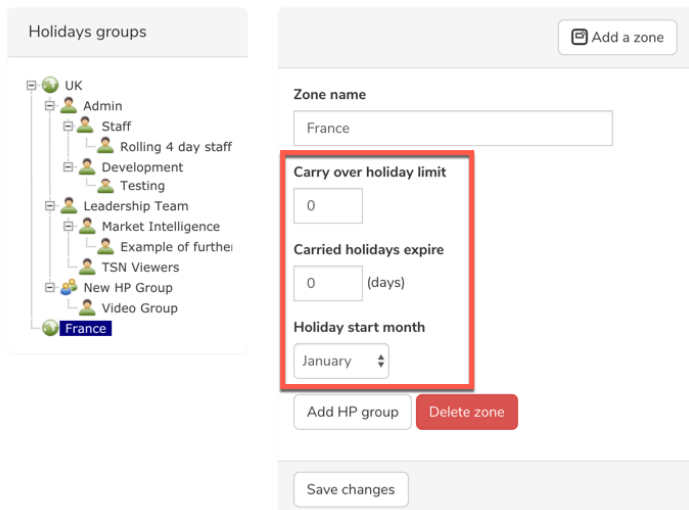 Holidays groups
UK
Admin
Staff
Rolling 4 day staff
Development
Testing
Leadership Team
Market Intelligence
Example of further
TSN Viewers
New HP Group
Video Group
France
Add a zone
Zone name
France
Carry over holiday limit
0
Carried holidays expire
0 (days)
Holiday start month
January
Add HP group Delete zone
Save changes